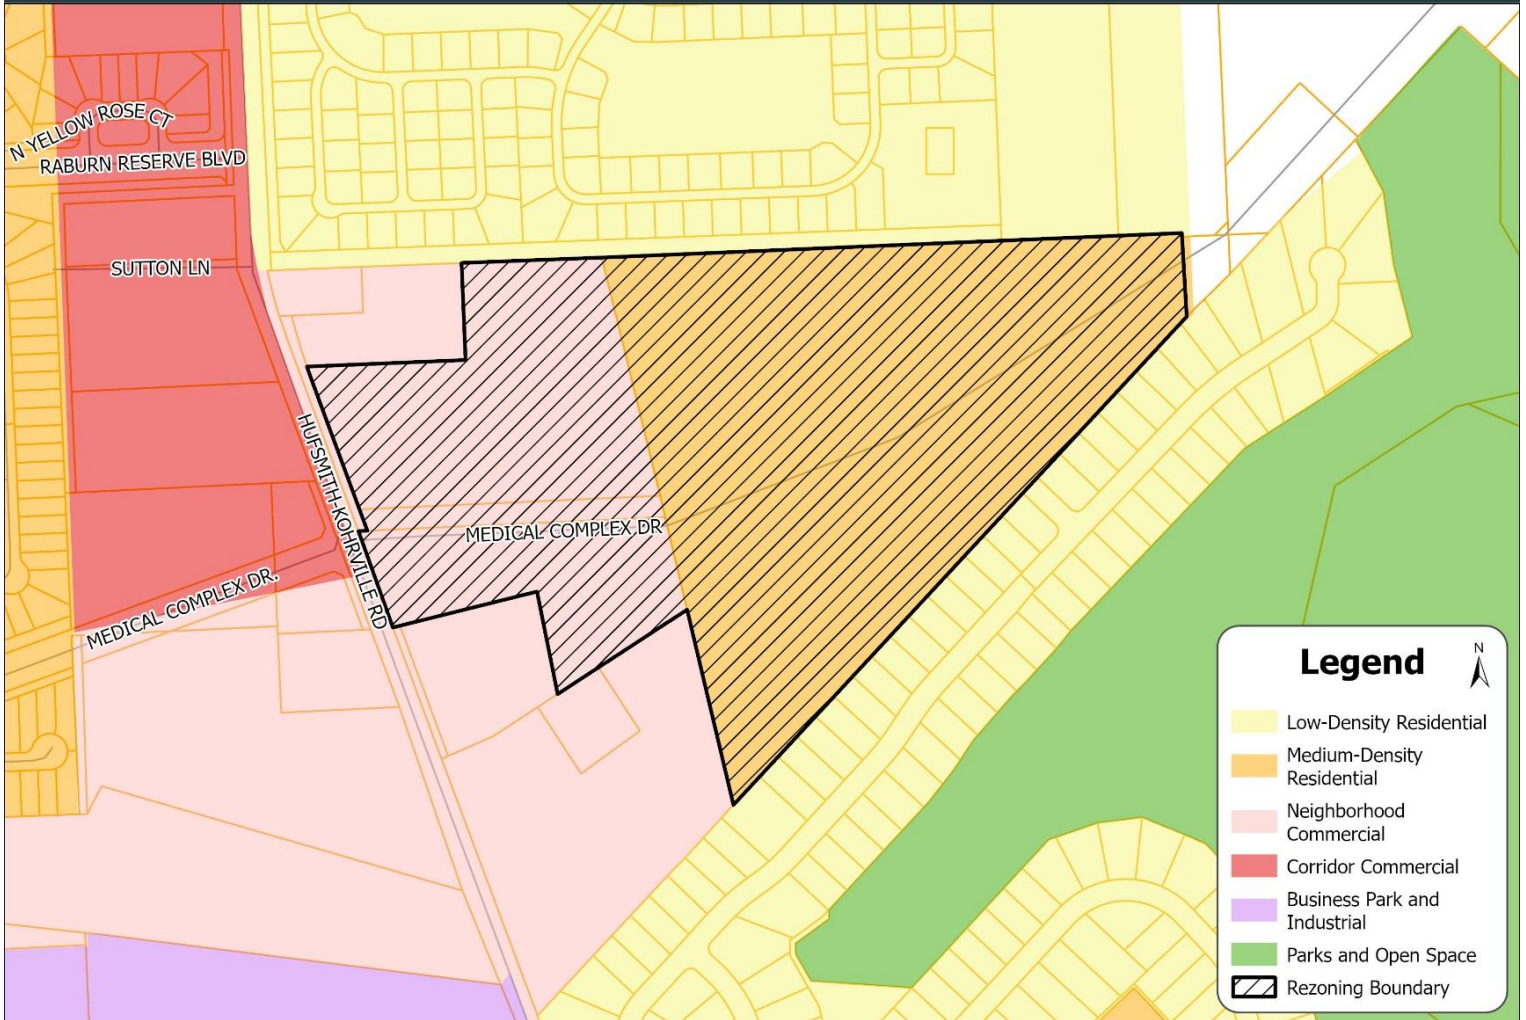 N YELLOW ROSE CT
RABURN RESERVE BLVD
SUTTON LN
HUFSMITH-KOHRVILLE RD
MEDICAL COMPLEX DR
MEDICAL COMPLEX DR.
Legend
N
Low-Density Residential
Medium-Density
Residential
Neighborhood
Commercial
Corridor Commercial
Business Park and
Industrial
Parks and Open Space
Rezoning Boundary